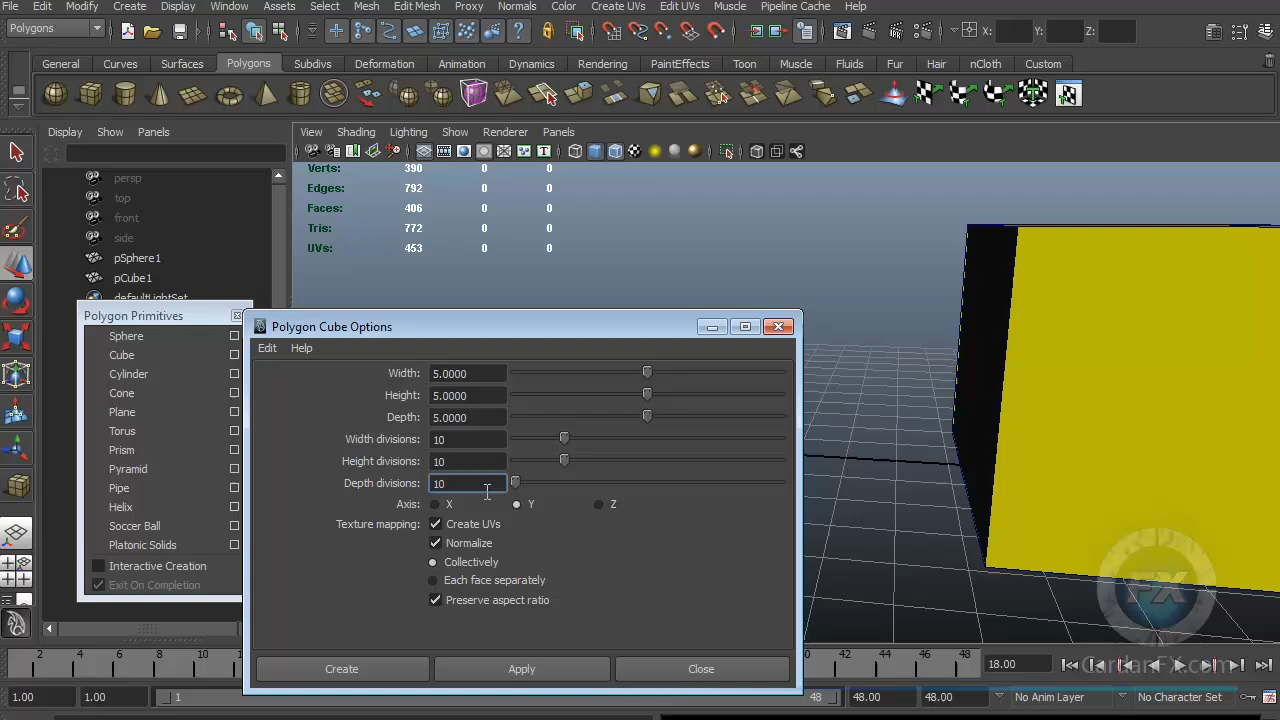 File Edit Modify Create Display Window Assets Select Mesh Edit Mesh Proxy Normals Color Create UVs Edit UVs Muscle Pipeline Cache Help
Polygons X: Y: Z:
General Curves Surfaces Polygons Subdivs Deformation Animation Dynamics Rendering PaintEffects Toon Muscle Fluids Fur Hair nCloth Custom
Display Show Panels
View Shading Lighting Show Renderer Panels
persp
top
front
side
pSphere1
pCube1
defaultLightSet
Verts: 390 0 0
Edges: 792 0 0
Faces: 406 0 0
Tris: 772 0 0
UVs: 453 0 0
Polygon Primitives
Sphere
Cube
Cylinder
Cone
Plane
Torus
Prism
Pyramid
Pipe
Helix
Soccer Ball
Platonic Solids
Interactive Creation
Exit On Completion
Polygon Cube Options
Edit Help
Width: 5.0000
Height: 5.0000
Depth: 5.0000
Width divisions: 10
Height divisions: 10
Depth divisions: 10
Axis: X Y Z
Texture mapping: Create UVs
Normalize
Collectively
Each face separately
Preserve aspect ratio
Create Apply Close
FX
CardanFX.com
2 4 6 8 10 12 42 44 46 48 18.00
1.00 1.00 1 48 48.00 48.00 No Anim Layer No Character Set